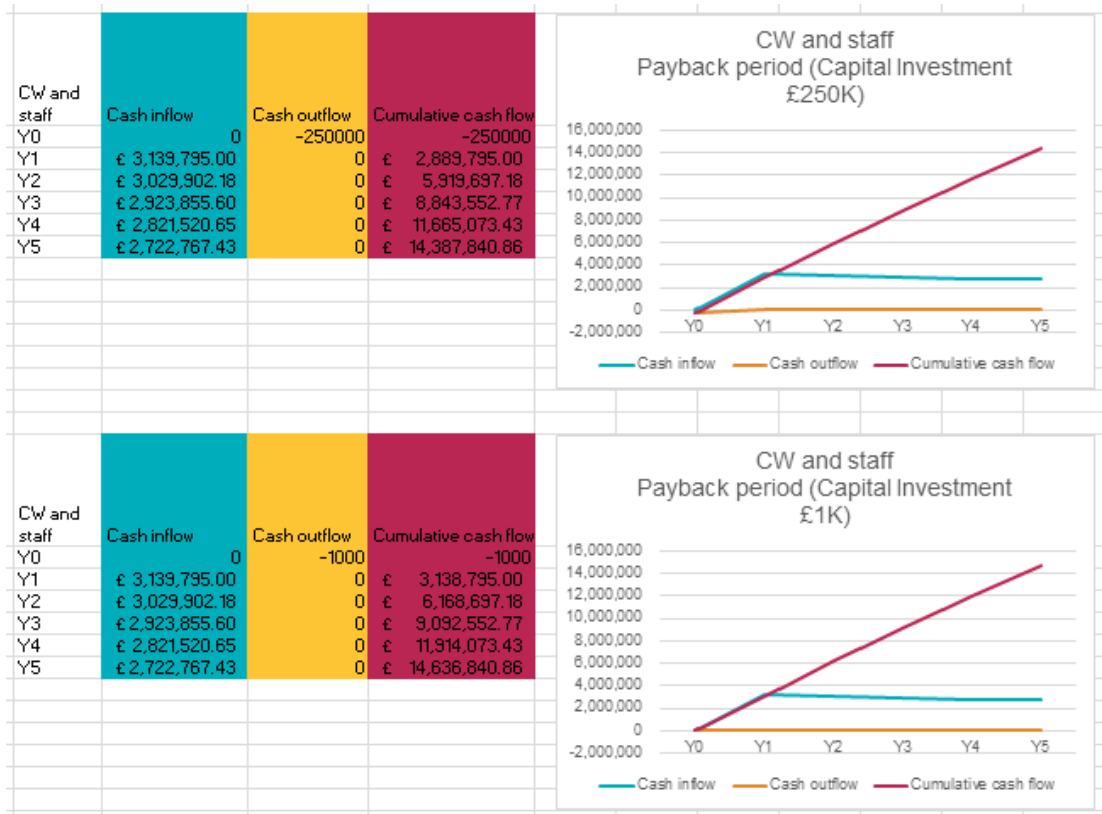 CW and
staff Cash inflow Cash outflow Cumulative cash flow
Y0 0 -250000 -250000
Y1 £ 3,139,795.00 0 £ 2,889,795.00
Y2 £ 3,029,902.18 0 £ 5,919,697.18
Y3 £2,923,855.60 0 £ 8,843,552.77
Y4 £ 2,821,520.65 0 £ 11,665,073.43
Y5 £2,722,767.43 0 £ 14,387,840.86
CW and staff
Payback period (Capital Investment
£250K)
16,000,000
14,000,000
12,000,000
10,000,000
8,000,000
6,000,000
4,000,000
2,000,000
0
-2,000,000
Y0 Y1 Y2 Y3 Y4 Y5
Cash inflow Cash outflow Cumulative cash flow
CW and
staff Cash inflow Cash outflow Cumulative cash flow
Y0 0 -1000 -1000
Y1 £ 3,139,795.00 0 £ 3,138,795.00
Y2 £ 3,029,902.18 0 £ 6,168,697.18
Y3 £2,923,855.60 0 £ 9,092,552.77
Y4 £ 2,821,520.65 0 £ 11,914,073.43
Y5 £2,722,767.43 0 £ 14,636,840.86
CW and staff
Payback period (Capital Investment
£1K)
16,000,000
14,000,000
12,000,000
10,000,000
8,000,000
6,000,000
4,000,000
2,000,000
0
-2,000,000
Y0 Y1 Y2 Y3 Y4 Y5
Cash inflow Cash outflow Cumulative cash flow